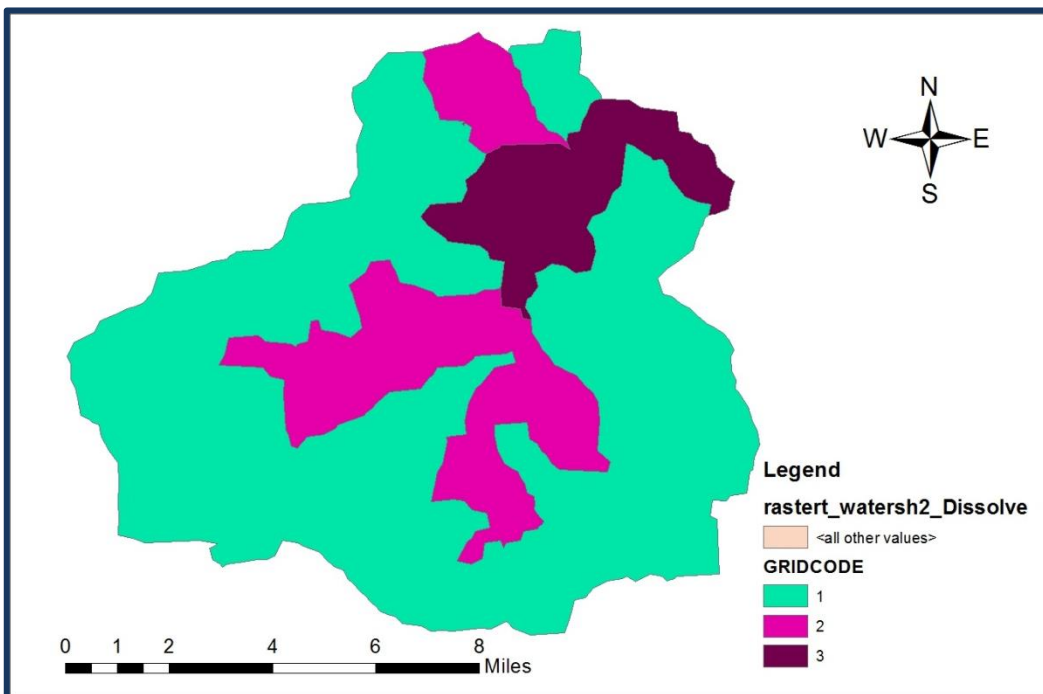 N
W E
S
Legend
rastert_watersh2_Dissolve
<all other values>
GRIDCODE
1
2
3
0 1 2 4 6 8
Miles